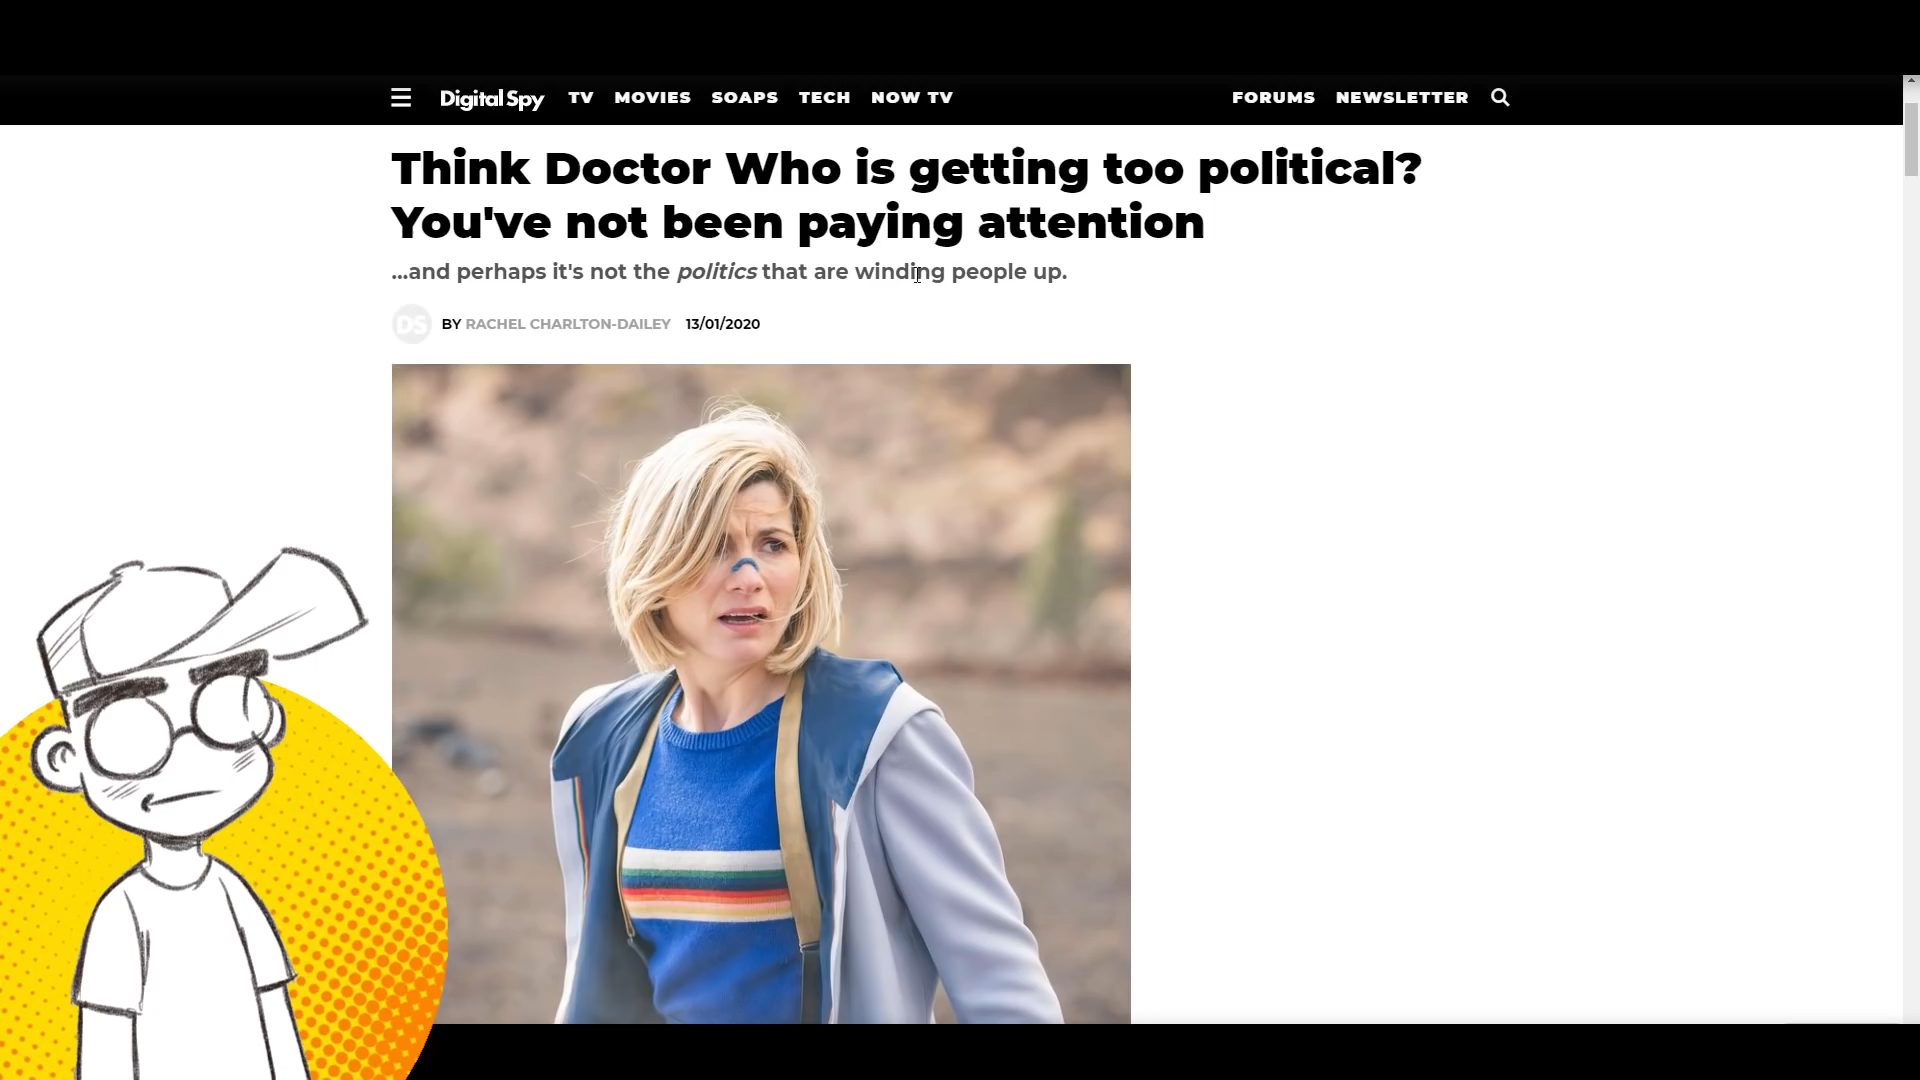 Digital Spy TV MOVIES SOAPS TECH NOW TV FORUMS NEWSLETTER
Think Doctor Who is getting too political?
You've not been paying attention
...and perhaps it's not the politics that are winding people up.
DS BY RACHEL CHARLTON-DAILEY 13/01/2020